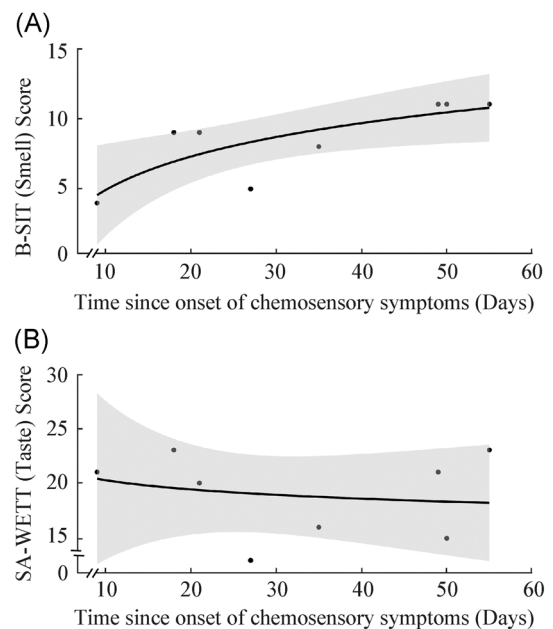 (A)
B-SIT (Smell) Score
15
10
5
0
10 20 30 40 50 60
Time since onset of chemosensory symptoms (Days)
(B)
SA-WETT (Taste) Score
30
25
20
15
0
10 20 30 40 50 60
Time since onset of chemosensory symptoms (Days)